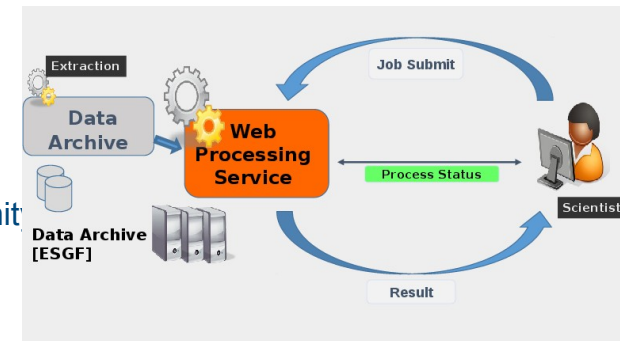 Extraction
Job Submit
Data
Archive
Web
Processing
Service
Process Status
Scientist
Data Archive
[ESGF]
Result